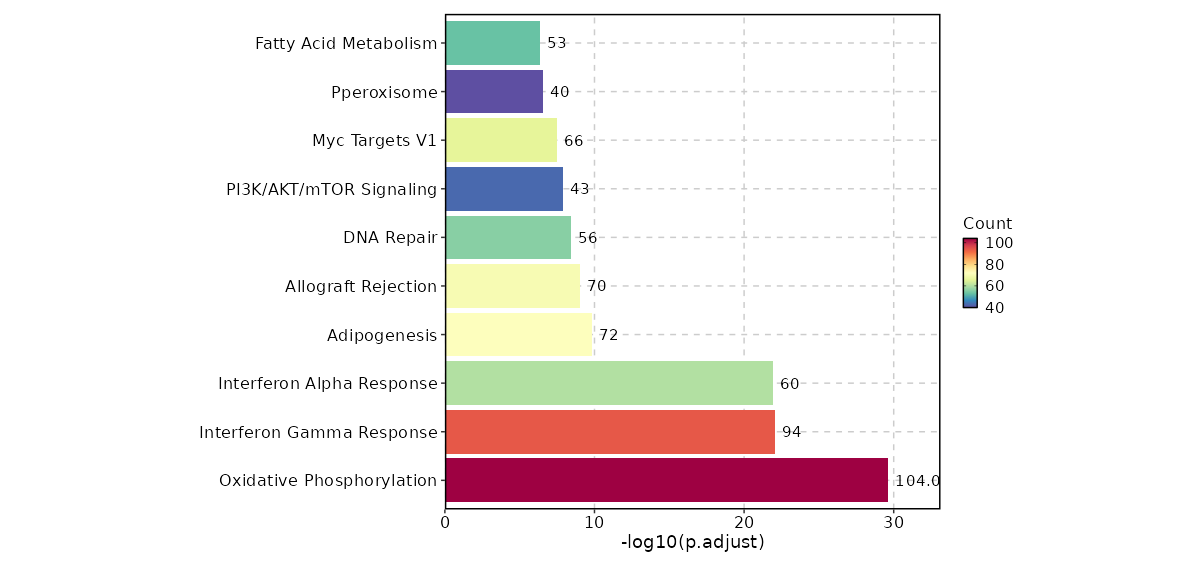 Fatty Acid Metabolism 53
Pperoxisome 40
Myc Targets V1 66
PI3K/AKT/mTOR Signaling 43
DNA Repair 56
Allograft Rejection 70
Adipogenesis 72
Interferon Alpha Response 60
Interferon Gamma Response 94
Oxidative Phosphorylation 104.0
0 10 20 30
-log10(p.adjust)
Count
100
80
60
40